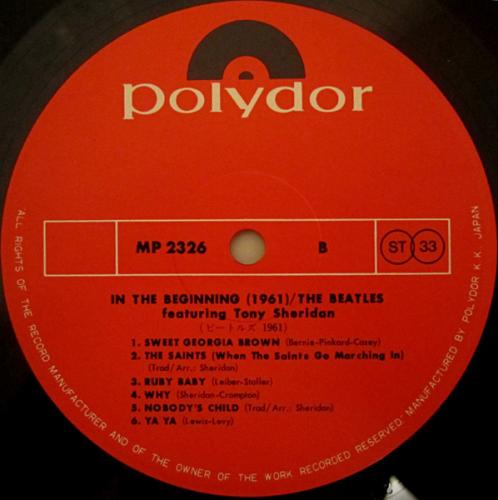 polydor
MP 2326 B ST 33
IN THE BEGINNING (1961)/THE BEATLES
featuring Tony Sheridan
(ビートルズ 1961)
1. SWEET GEORGIA BROWN (Bernie-Pinkard-Casey)
2. THE SAINTS (When The Saints Go Marching In)
(Trad/Arr.: Sheridan)
3. RUBY BABY (Leiber-Stoller)
4. WHY (Sheridan-Crompton)
5. NOBODY'S CHILD (Trad/Arr.: Sheridan)
6. YA YA (Lewis-Levy)
ALL RIGHTS OF THE RECORD MANUFACTURER AND OF THE OWNER OF THE WORK RECORDED RESERVED· MANUFACTURED BY POLYDOR K.K. JAPAN